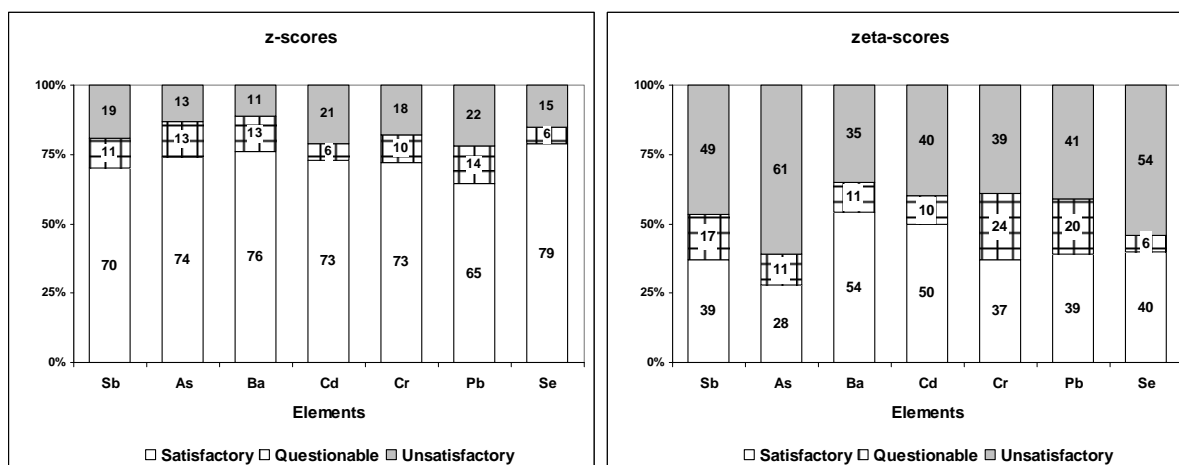 z-scores
100%
75%
50%
25%
0%
19 13 11 21 18 22 15
11 13 13 6 10 14 6
70 74 76 73 73 65 79
Sb As Ba Cd Cr Pb Se
Elements
Satisfactory Questionable Unsatisfactory
zeta-scores
100%
75%
50%
25%
0%
49 61 35 40 39 41 54
17 11 11 10 24 20 6
39 28 54 50 37 39 40
Sb As Ba Cd Cr Pb Se
Elements
Satisfactory Questionable Unsatisfactory